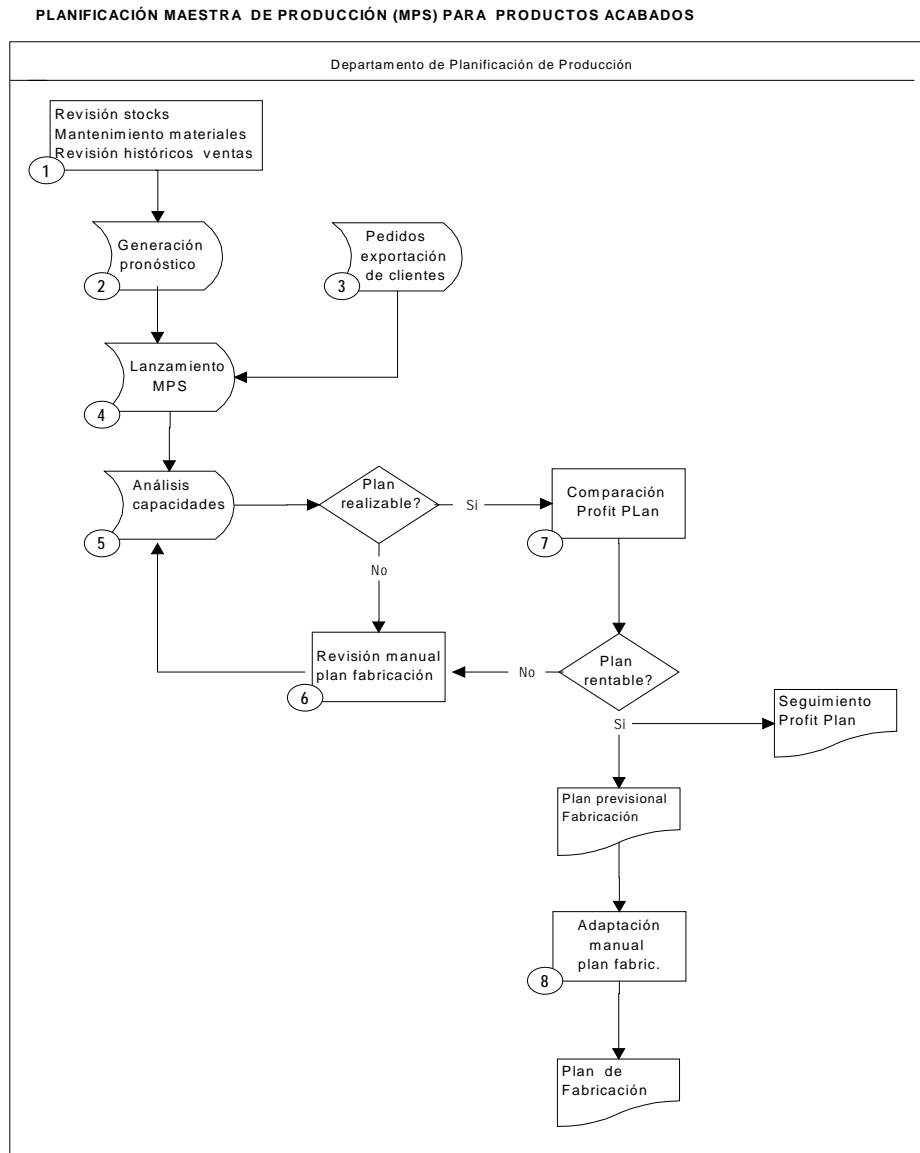 PLANIFICACIÓN MAESTRA DE PRODUCCIÓN (MPS) PARA PRODUCTOS ACABADOS
Departamento de Planificación de Producción
Revisión stocks
Mantenimiento materiales
Revisión históricos ventas
1
Generación
pronóstico
2
Pedidos
exportación
de clientes
3
Lanzamiento
MPS
4
Análisis
capacidades
5
Plan
realizable?
Si
Comparación
Profit PLan
7
No
Revisión manual
plan fabricación
6
No
Plan
rentable?
Si
Seguimiento
Profit Plan
Plan previsional
Fabricación
Adaptación
manual
plan fabric.
8
Plan de
Fabricación